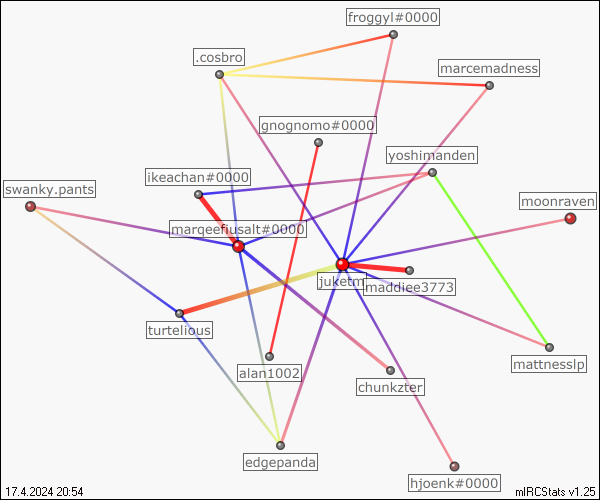 froggyl#0000
.cosbro
marcemadness
gnognomo#0000
yoshimanden
ikeachan#0000
swanky.pants
moonraven
marqeefiusalt#0000
juketm
maddiee3773
turtelious
mattnesslp
alan1002
chunkzter
edgepanda
hjoenk#0000
17.4.2024 20:54
mIRCStats v1.25